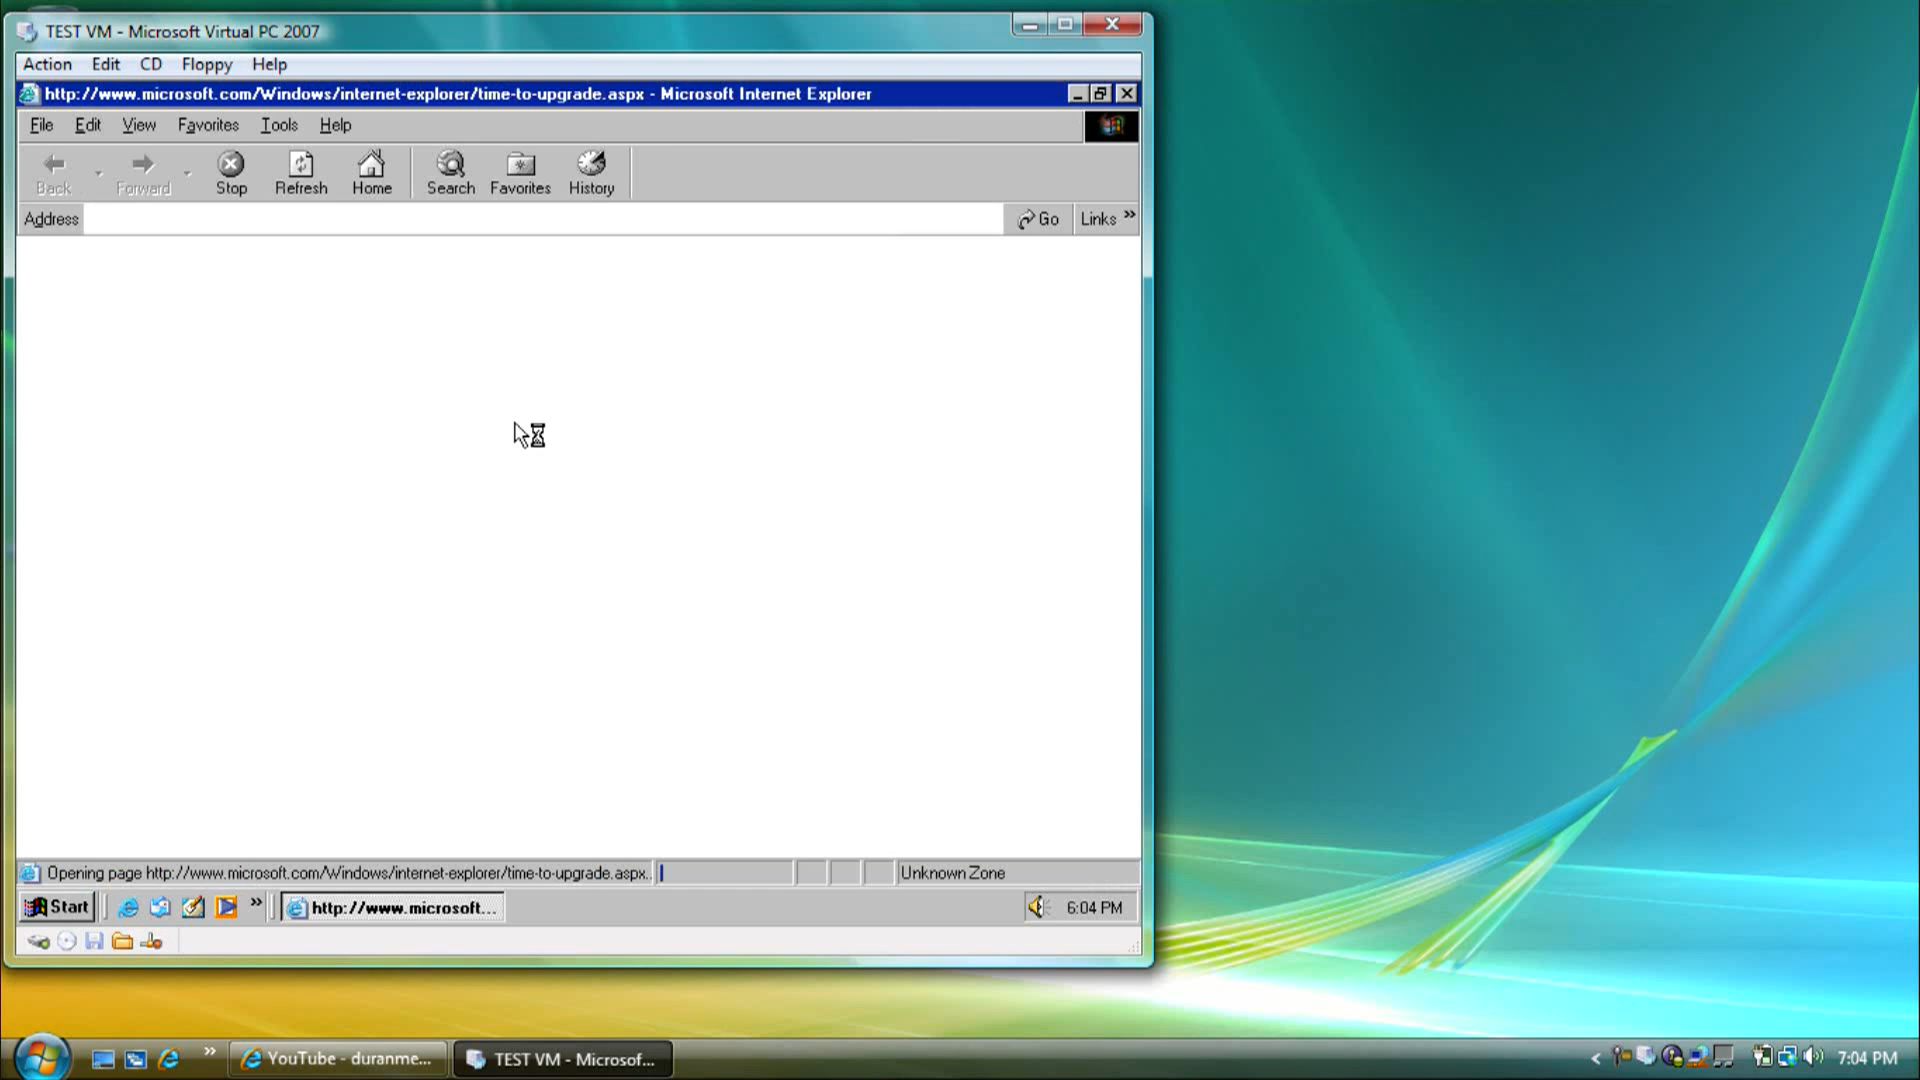 TEST VM - Microsoft Virtual PC 2007
Action Edit CD Floppy Help
http://www.microsoft.com/Windows/internet-explorer/time-to-upgrade.aspx - Microsoft Internet Explorer
File Edit View Favorites Tools Help
Back Forward Stop Refresh Home Search Favorites History
Address Go Links »
Opening page http://www.microsoft.com/Windows/internet-explorer/time-to-upgrade.aspx.. Unknown Zone
Start » http://www.microsoft... 6:04 PM
» YouTube - duranme... TEST VM - Microsof... < 7:04 PM